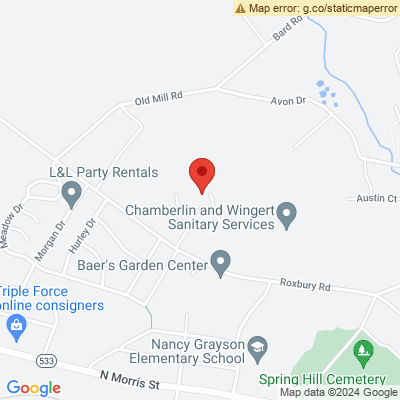 Map error: g.co/staticmaperror
Bard Rd
Old Mill Rd
Avon Dr
L&L Party Rentals
Austin Ct
Meadow Dr
Chamberlin and Wingert
Sanitary Services
Morgan Dr
Hurley Dr
Baer's Garden Center
Roxbury Rd
Triple Force
online consigners
Nancy Grayson
Elementary School
533
N Morris St
Spring Hill Cemetery
Google
Map data ©2024 Google